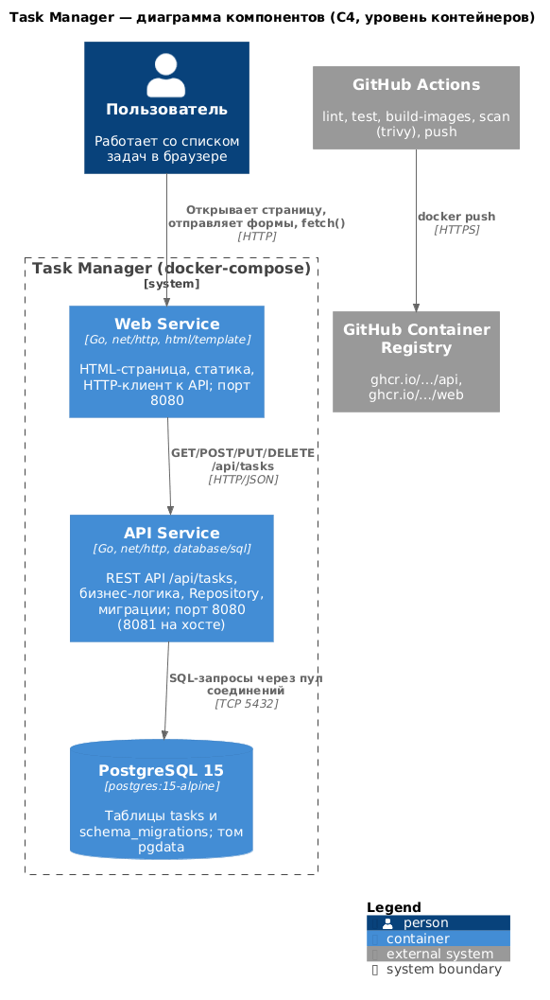 Task Manager — диаграмма компонентов (C4, уровень контейнеров)
Пользователь
Работает со списком
задач в браузере
GitHub Actions
lint, test, build-images, scan
(trivy), push
Открывает страницу,
отправляет формы, fetch()
[HTTP]
docker push
[HTTPS]
Task Manager (docker-compose)
[system]
Web Service
[Go, net/http, html/template]
HTML-страница, статика,
HTTP-клиент к API; порт
8080
GitHub Container
Registry
ghcr.io/.../api,
ghcr.io/.../web
GET/POST/PUT/DELETE
/api/tasks
[HTTP/JSON]
API Service
[Go, net/http, database/sql]
REST API /api/tasks,
бизнес-логика, Repository,
миграции; порт 8080
(8081 на хосте)
SQL-запросы через пул
соединений
[TCP 5432]
PostgreSQL 15
[postgres:15-alpine]
Таблицы tasks и
schema_migrations; том
pgdata
Legend
person
container
external system
system boundary